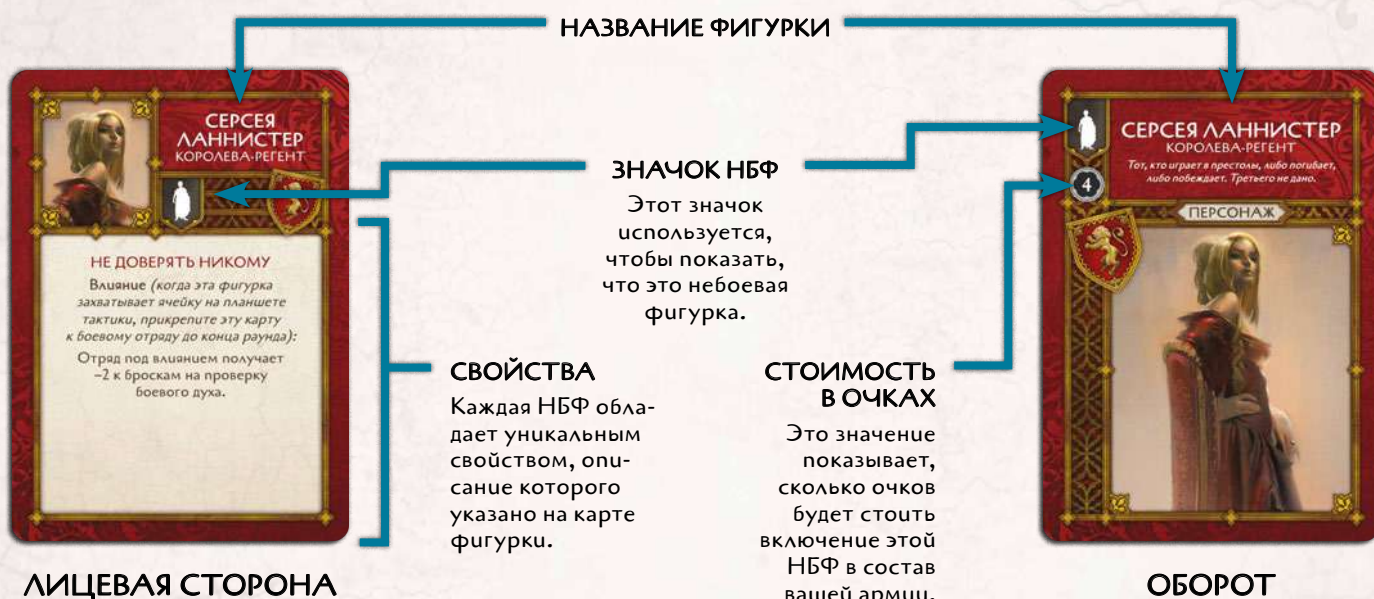 НАЗВАНИЕ ФИГУРКИ
СЕРСЕЯ
ЛАННИСТЕР
КОРОЛЕВА-РЕГЕНТ
НЕ ДОВЕРЯТЬ НИКОМУ
Влияние (когда эта фигурка
захватывает ячейку на планшете
тактики, прикрепите эту карту
к боевому отряду до конца раунда):
Отряд под влиянием получает
–2 к броскам на проверку
боевого духа.
ЛИЦЕВАЯ СТОРОНА
ЗНАЧОК НБФ
Этот значок
используется,
чтобы показать,
что это небоевая
фигурка.
СВОЙСТВА
Каждая НБФ обла-
дает уникальным
свойством, опи-
сание которого
указано на карте
фигурки.
СТОИМОСТЬ
В ОЧКАХ
Это значение
показывает,
сколько очков
будет стоить
включение этой
НБФ в состав
вашей армии.
СЕРСЕЯ ЛАННИСТЕР
КОРОЛЕВА-РЕГЕНТ
Тот, кто играет в престолы, либо погибает,
либо побеждает. Третьего не дано.
4
ПЕРСОНАЖ
ОБОРОТ